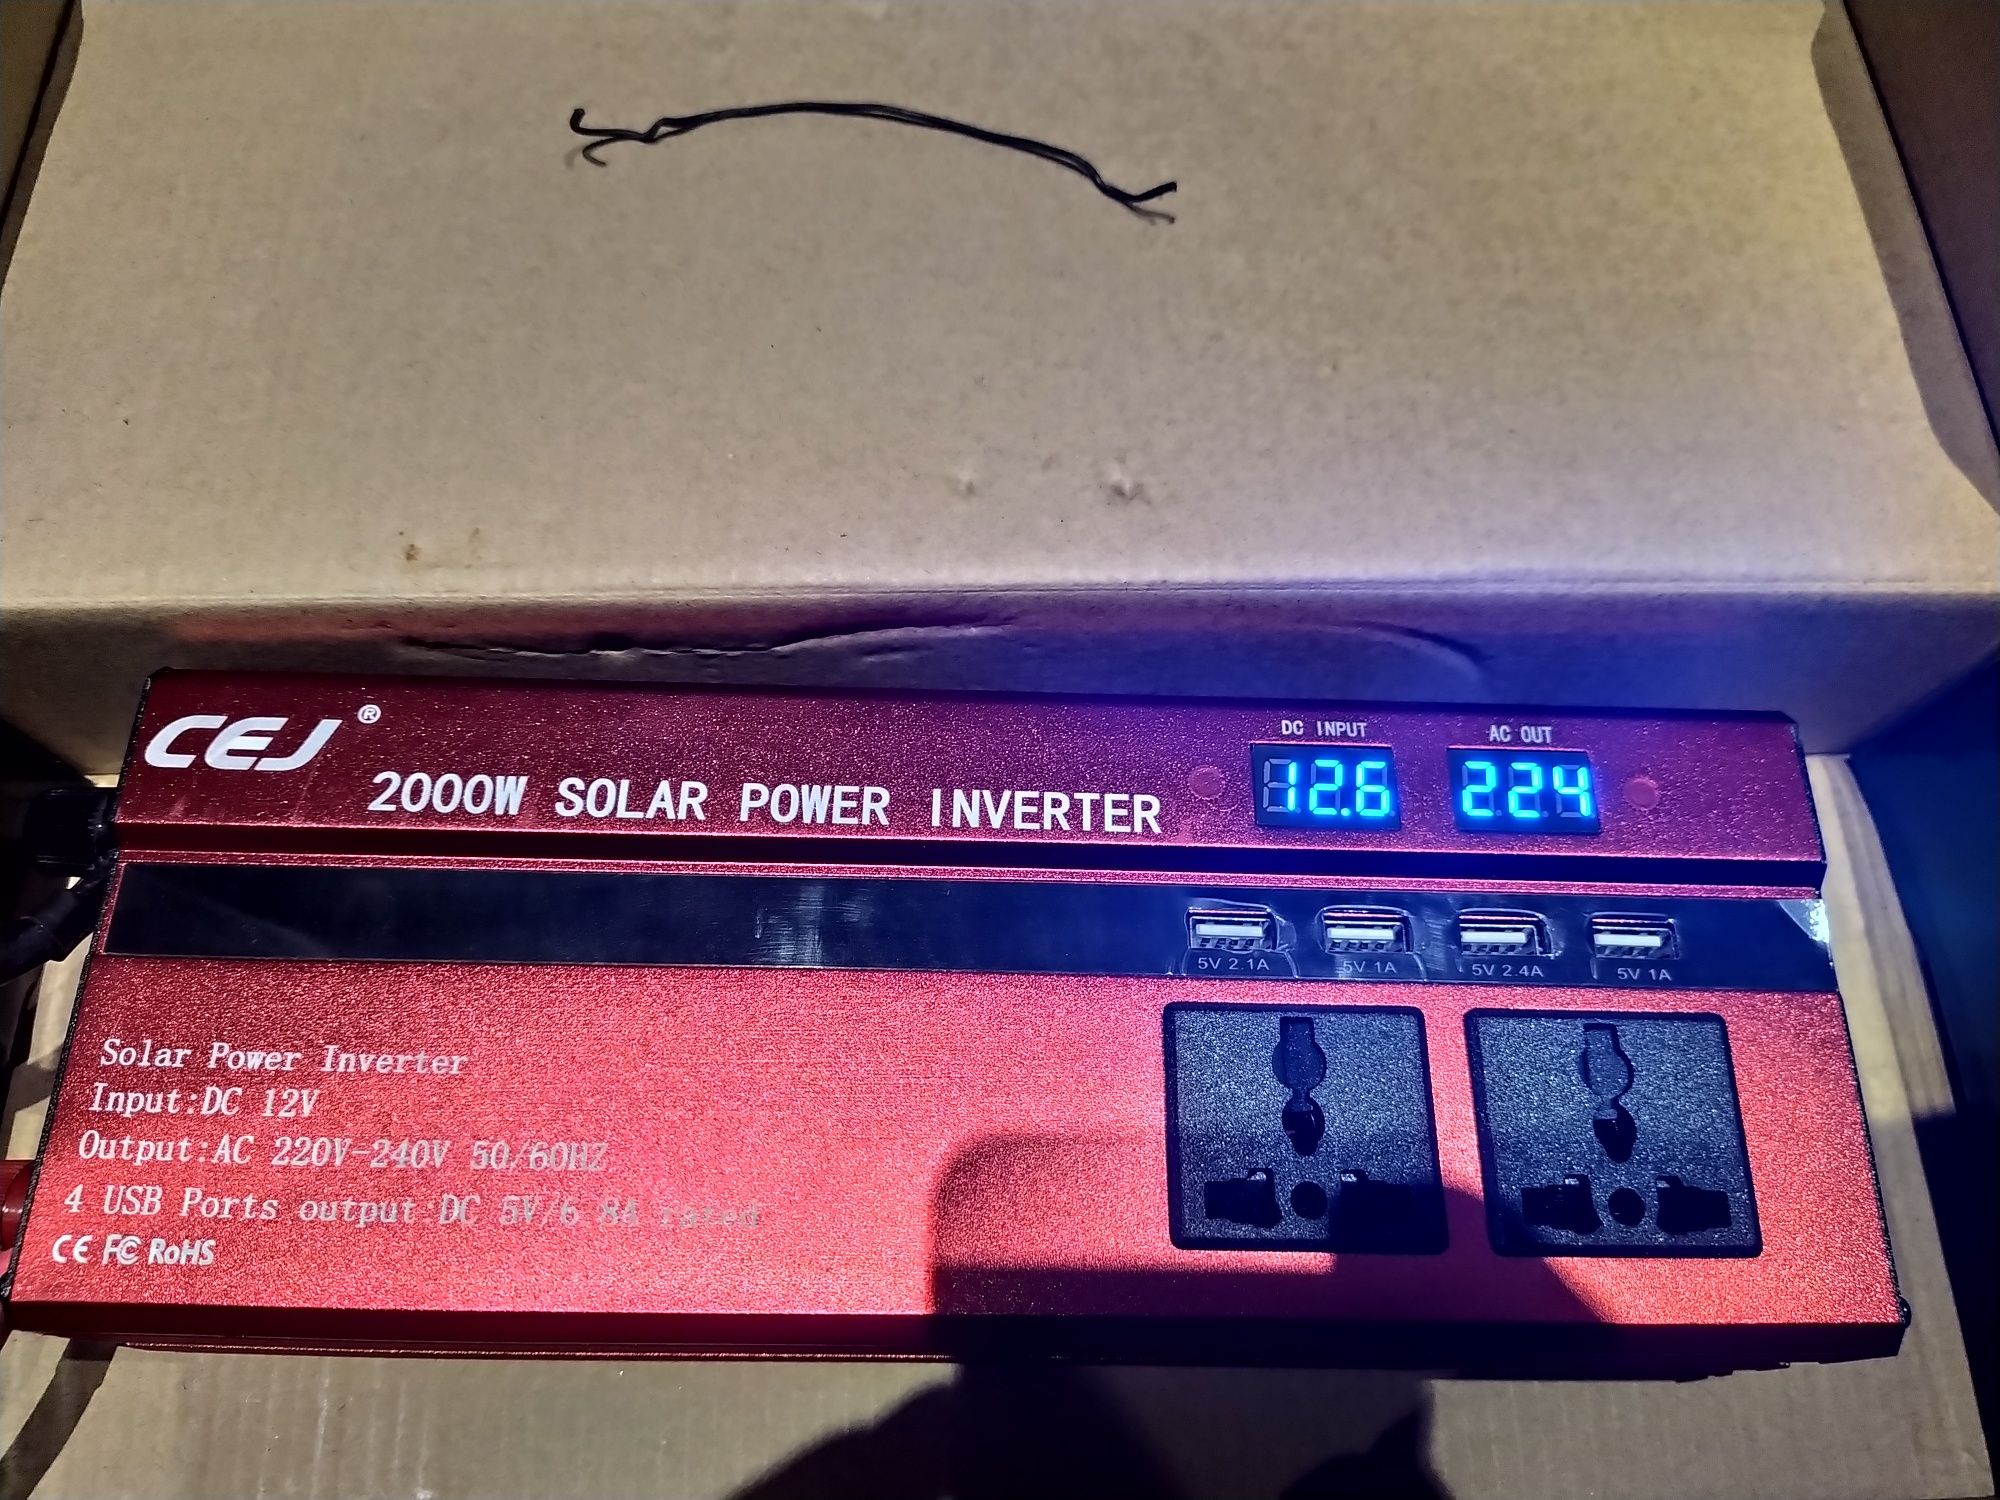 CEJ ®
2000W SOLAR POWER INVERTER
DC INPUT
12.6
AC OUT
224
5V 2.1A
5V 1A
5V 2.4A
5V 1A
Solar Power Inverter
Input:DC 12V
Output:AC 220V-240V 50/60HZ
4 USB Ports output:DC 5V/6.8A rated
CE FC RoHS